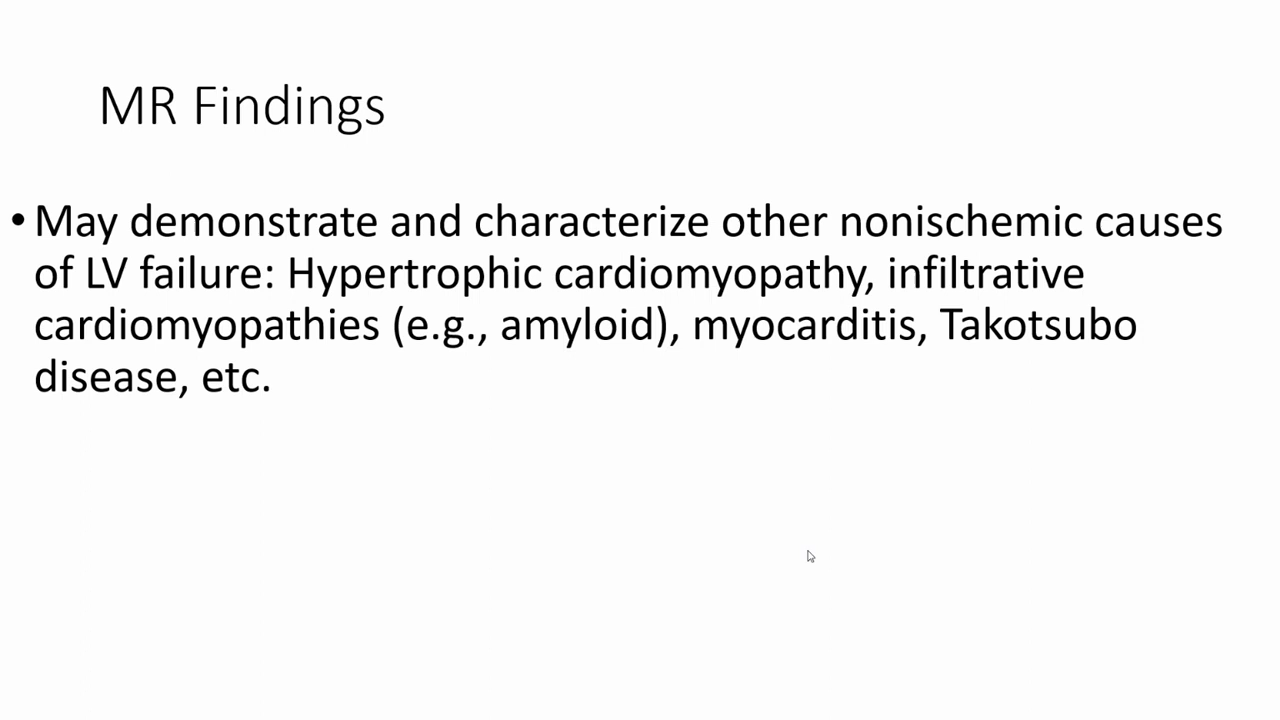 MR Findings
• May demonstrate and characterize other nonischemic causes
of LV failure: Hypertrophic cardiomyopathy, infiltrative
cardiomyopathies (e.g., amyloid), myocarditis, Takotsubo
disease, etc.